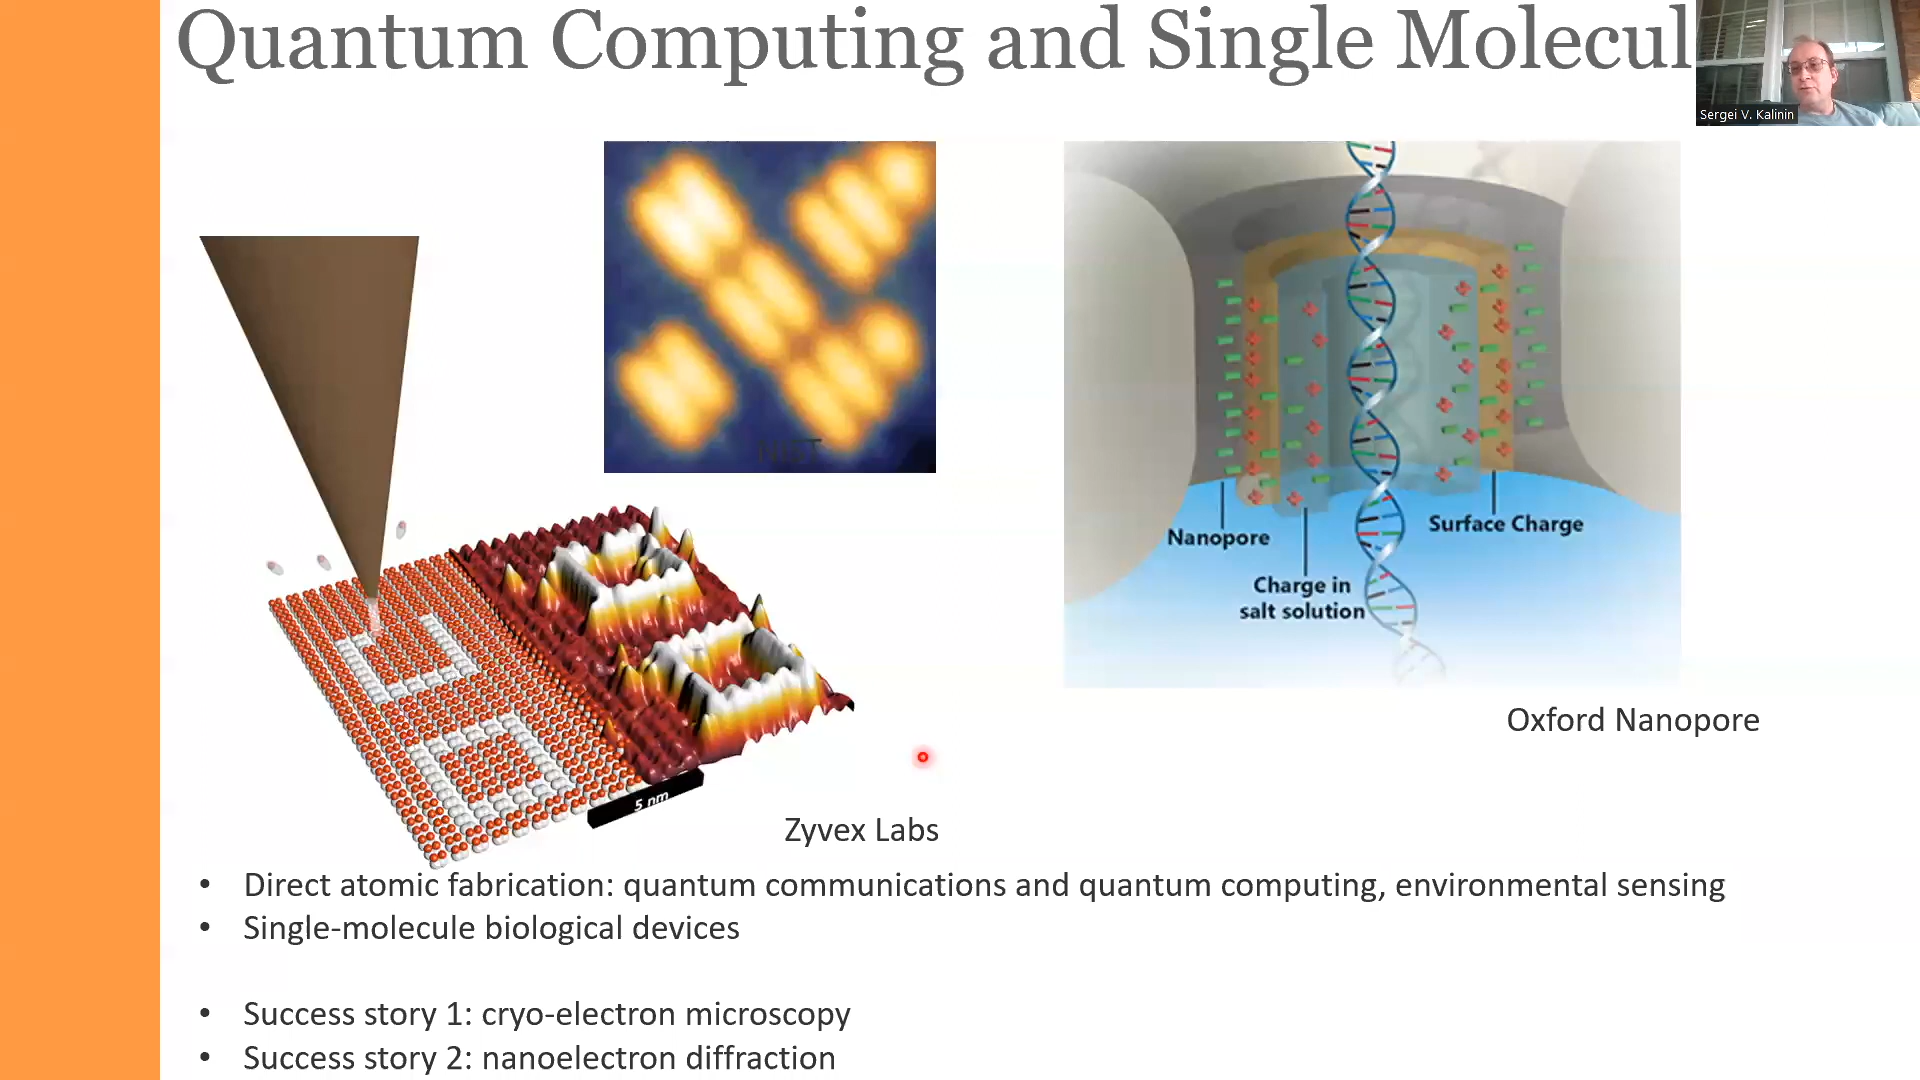 Quantum Computing and Single Molecul
Sergei V. Kalinin
NIST
Nanopore
Surface Charge
Charge in
salt solution
Oxford Nanopore
5 nm
Zyvex Labs
• Direct atomic fabrication: quantum communications and quantum computing, environmental sensing
• Single-molecule biological devices
• Success story 1: cryo-electron microscopy
• Success story 2: nanoelectron diffraction